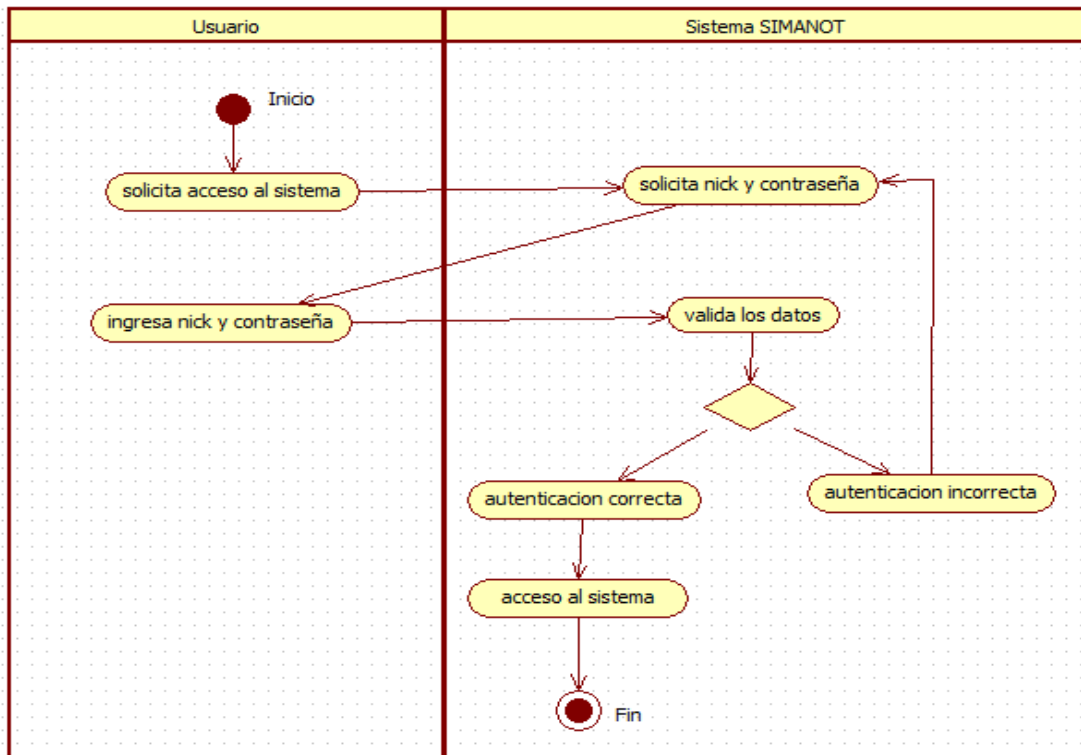 Usuario
Sistema SIMANOT
Inicio
solicita acceso al sistema
solicita nick y contraseña
ingresa nick y contraseña
valida los datos
autenticacion correcta
autenticacion incorrecta
acceso al sistema
Fin